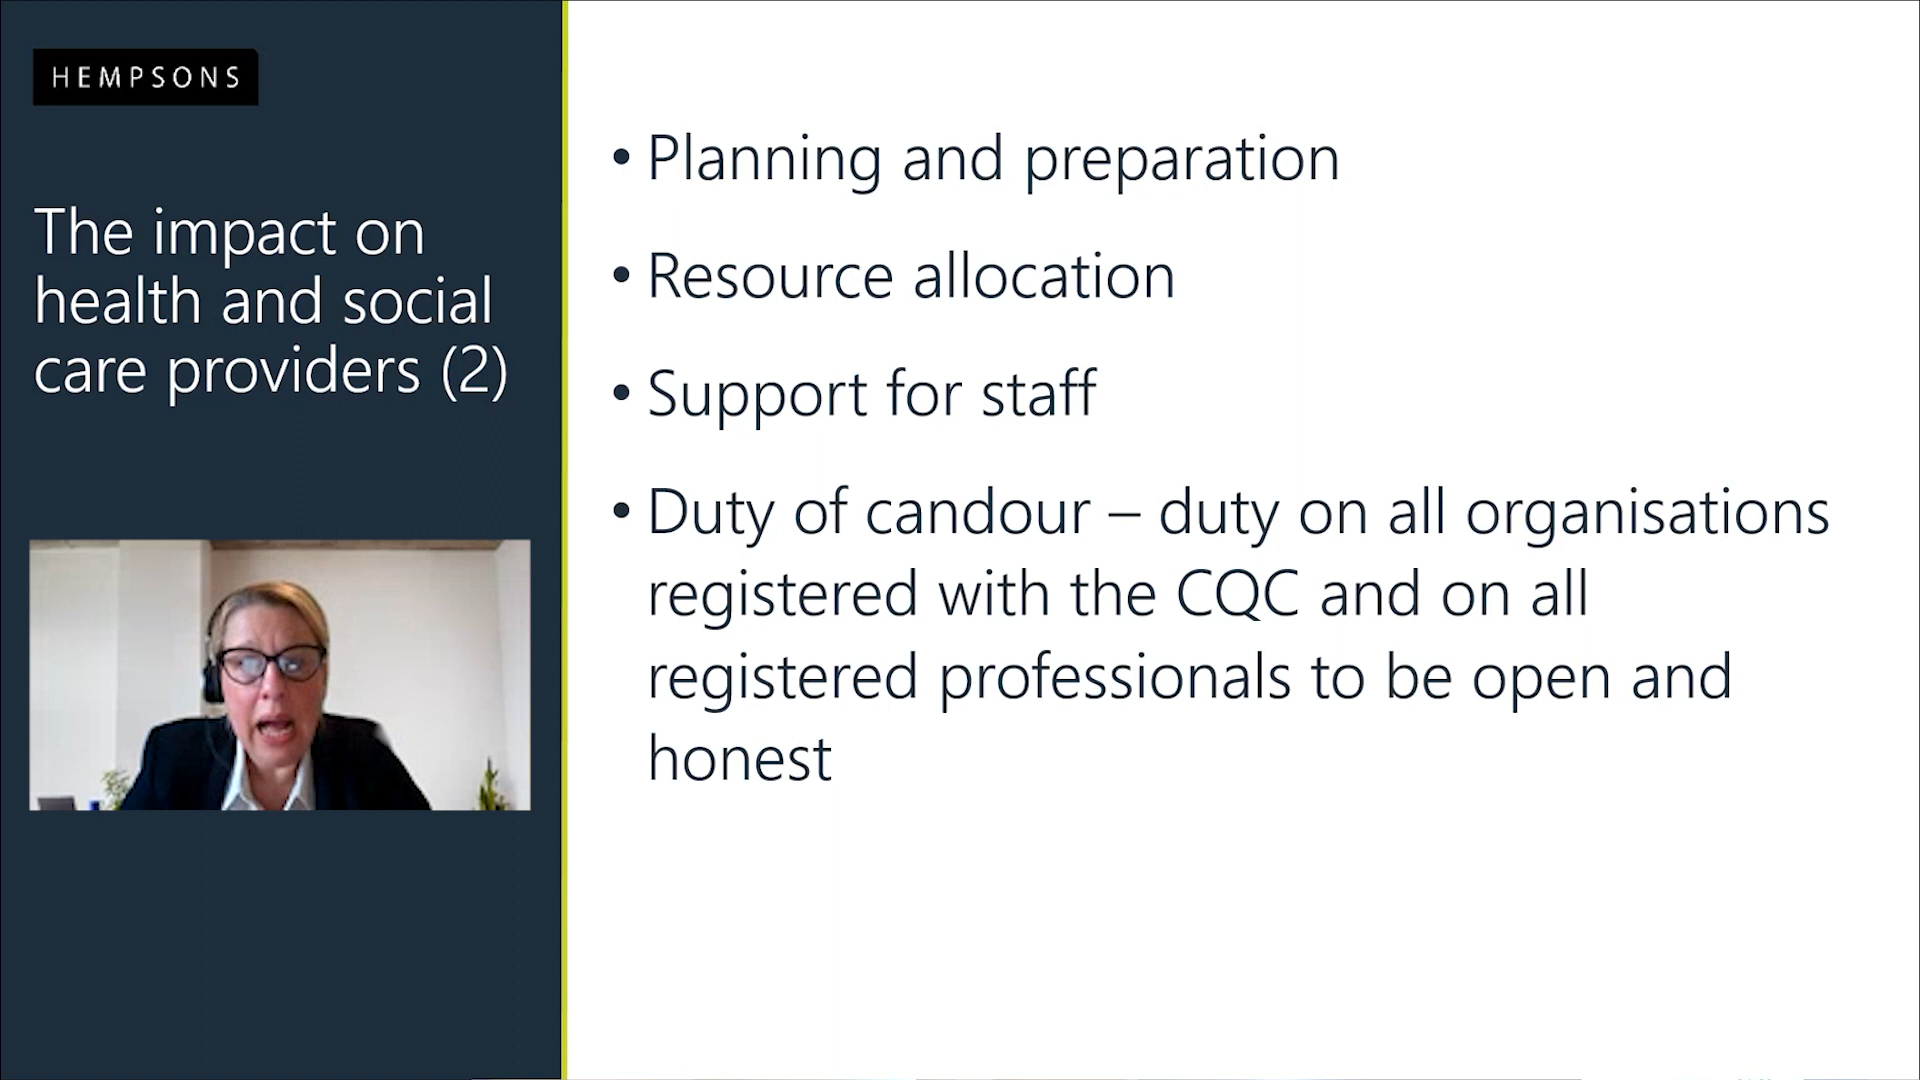 HEMPSONS
The impact on
health and social
care providers (2)
• Planning and preparation
• Resource allocation
• Support for staff
• Duty of candour – duty on all organisations
registered with the CQC and on all
registered professionals to be open and
honest